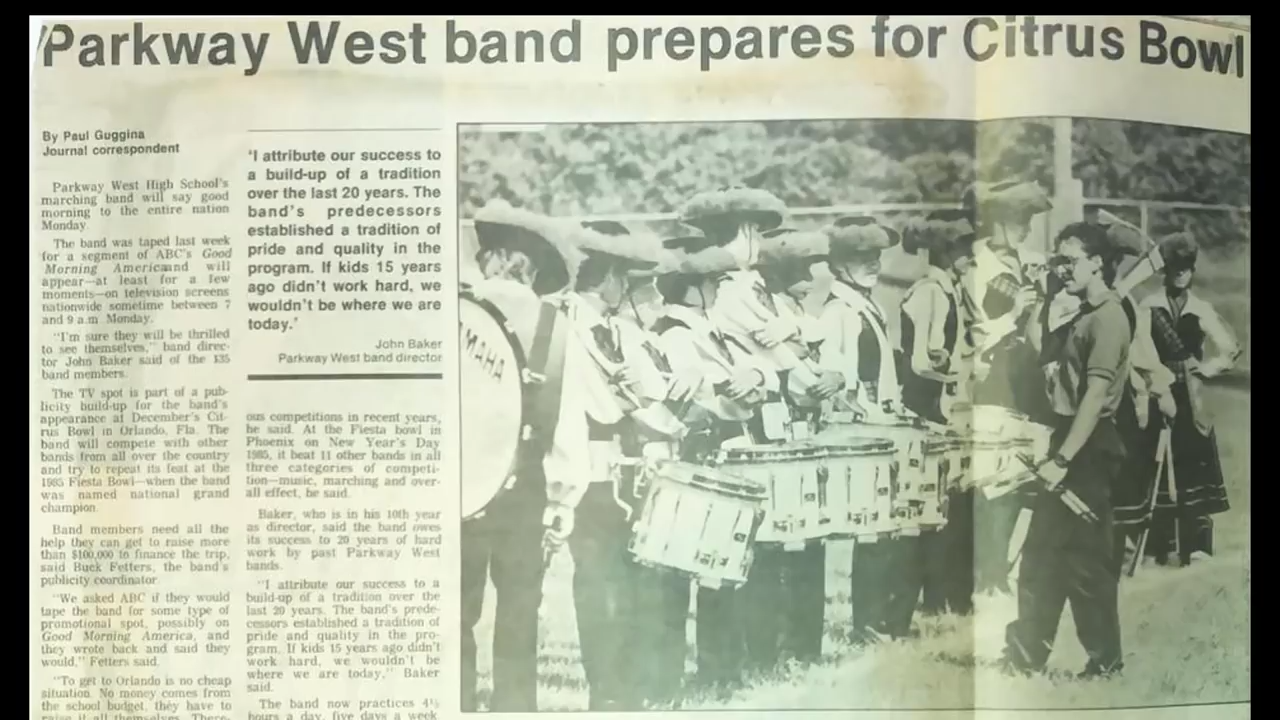 Parkway West band prepares for Citrus Bowl
By Paul Guggina
Journal correspondent
Parkway West High School's
marching band will say good
morning to the entire nation
Monday.
The band was taped last week
for a segment of ABC's Good
Morning America and will
appear—at least for a few
moments—on television screens
nationwide sometime between 7
and 9 a.m. Monday.
"I'm sure they will be thrilled
to see themselves," band direc-
tor John Baker said of the 135
band members.
The TV spot is part of a pub-
licity build-up for the band's
appearance at December's Cit-
rus Bowl in Orlando, Fla. The
band will compete with other
bands from all over the country
and try to repeat its feat at the
1985 Fiesta Bowl—when the band
was named national grand
champion.
Band members need all the
help they can get to raise more
than $100,000 to finance the trip,
said Buck Fetters, the band's
publicity coordinator.
"We asked ABC if they would
tape the band for some type of
promotional spot, possibly on
Good Morning America, and
they wrote back and said they
would," Fetters said.
"To get to Orlando is no cheap
situation. No money comes from
the school budget, they have to
raise it all themselves. There-
'I attribute our success to
a build-up of a tradition
over the last 20 years. The
band's predecessors
established a tradition of
pride and quality in the
program. If kids 15 years
ago didn't work hard, we
wouldn't be where we are
today.'
John Baker
Parkway West band director
ous competitions in recent years,
he said. At the Fiesta bowl in
Phoenix on New Year's Day
1985, it beat 11 other bands in all
three categories of competi-
tion—music, marching and over-
all effect, he said.
Baker, who is in his 10th year
as director, said the band owes
its success to 20 years of hard
work by past Parkway West
bands.
"I attribute our success to a
build-up of a tradition over the
last 20 years. The band's prede-
cessors established a tradition of
pride and quality in the pro-
gram. If kids 15 years ago didn't
work hard, we wouldn't be
where we are today," Baker
said.
The band now practices 4½
hours a day, five days a week
YAMAHA